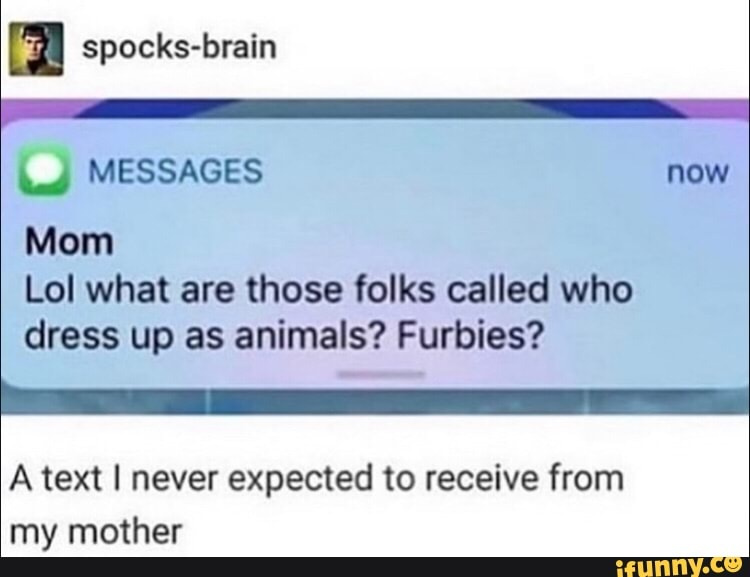 spocks-brain
MESSAGES now
Mom
Lol what are those folks called who
dress up as animals? Furbies?
A text I never expected to receive from
my mother
ifunny.co